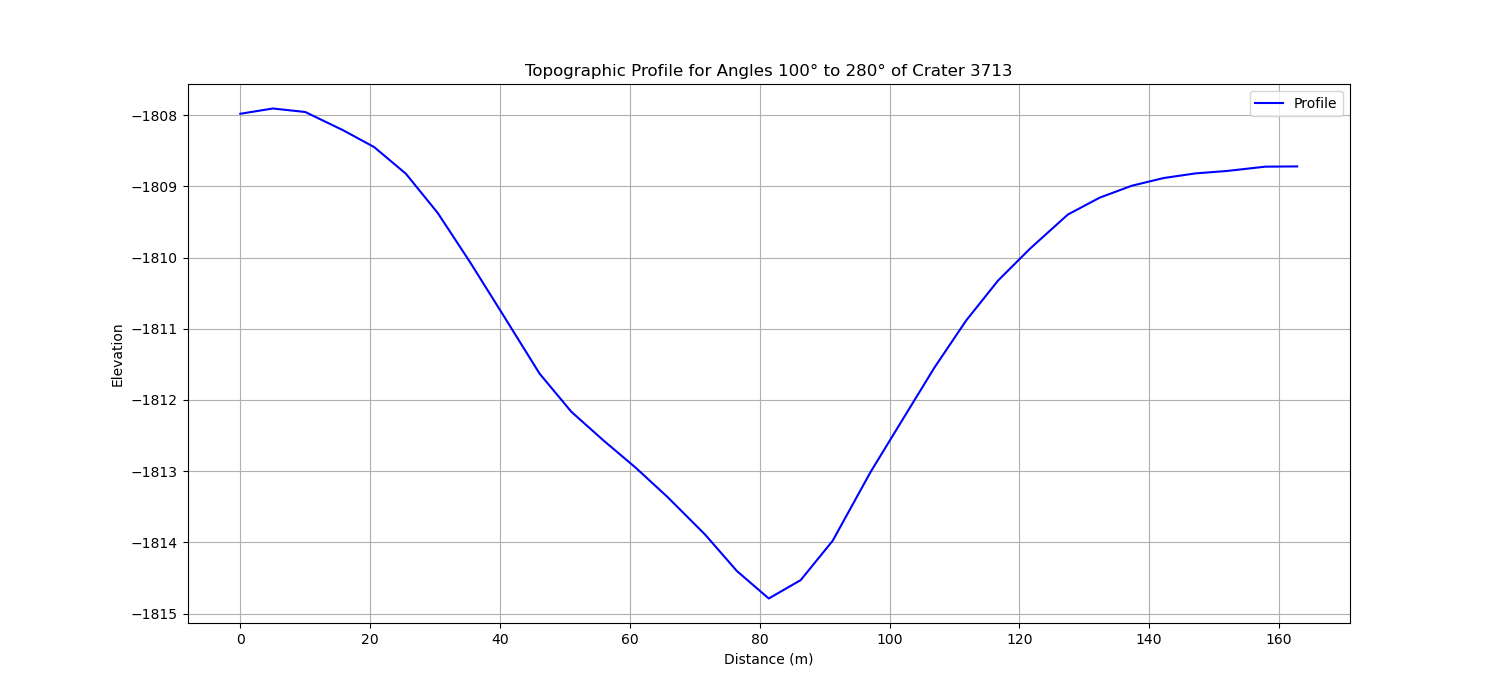 Topographic Profile for Angles 100° to 280° of Crater 3713
Profile
−1808
−1809
−1810
−1811
−1812
−1813
−1814
−1815
Elevation
0 20 40 60 80 100 120 140 160
Distance (m)